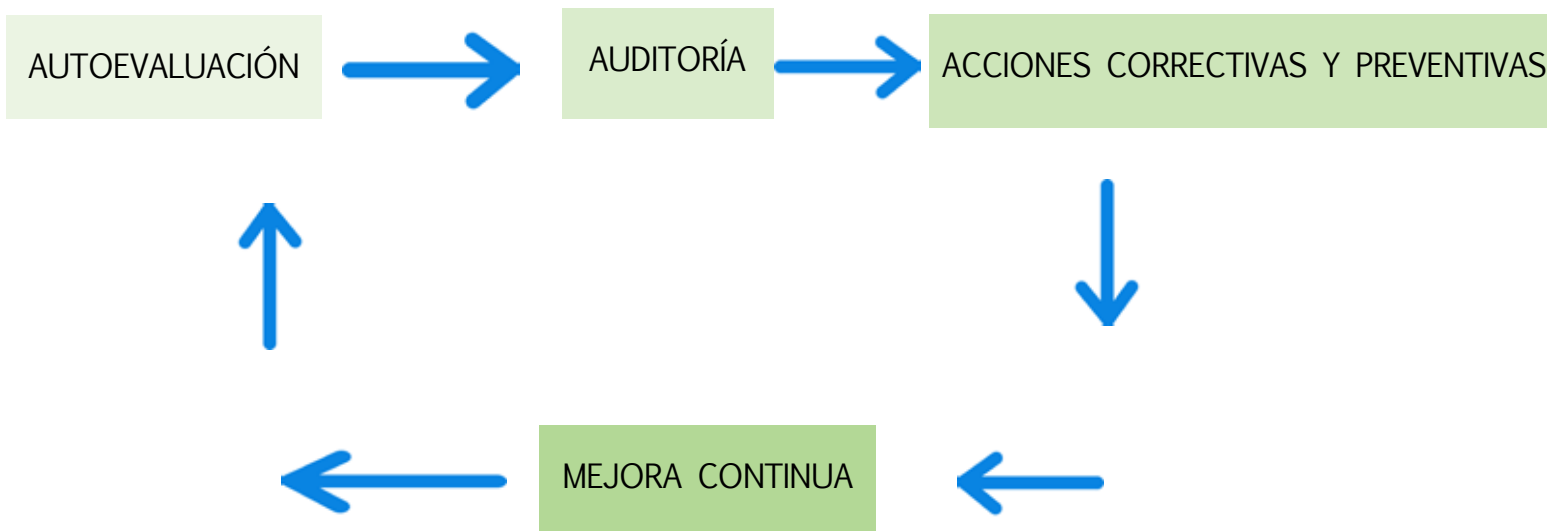 AUTOEVALUACIÓN
AUDITORÍA
ACCIONES CORRECTIVAS Y PREVENTIVAS
MEJORA CONTINUA